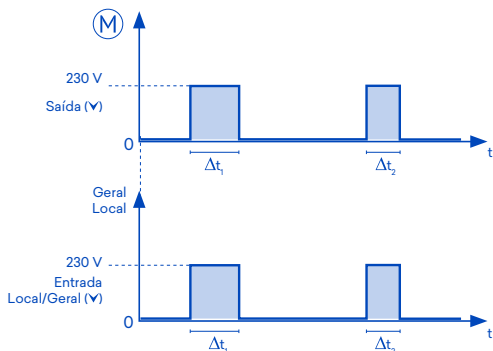 M
230 V
Saída (⮟)
0
t
Δt1
Δt2
Geral
Local
230 V
Entrada
Local/Geral (⮟)
0
t
Δt1
Δt2